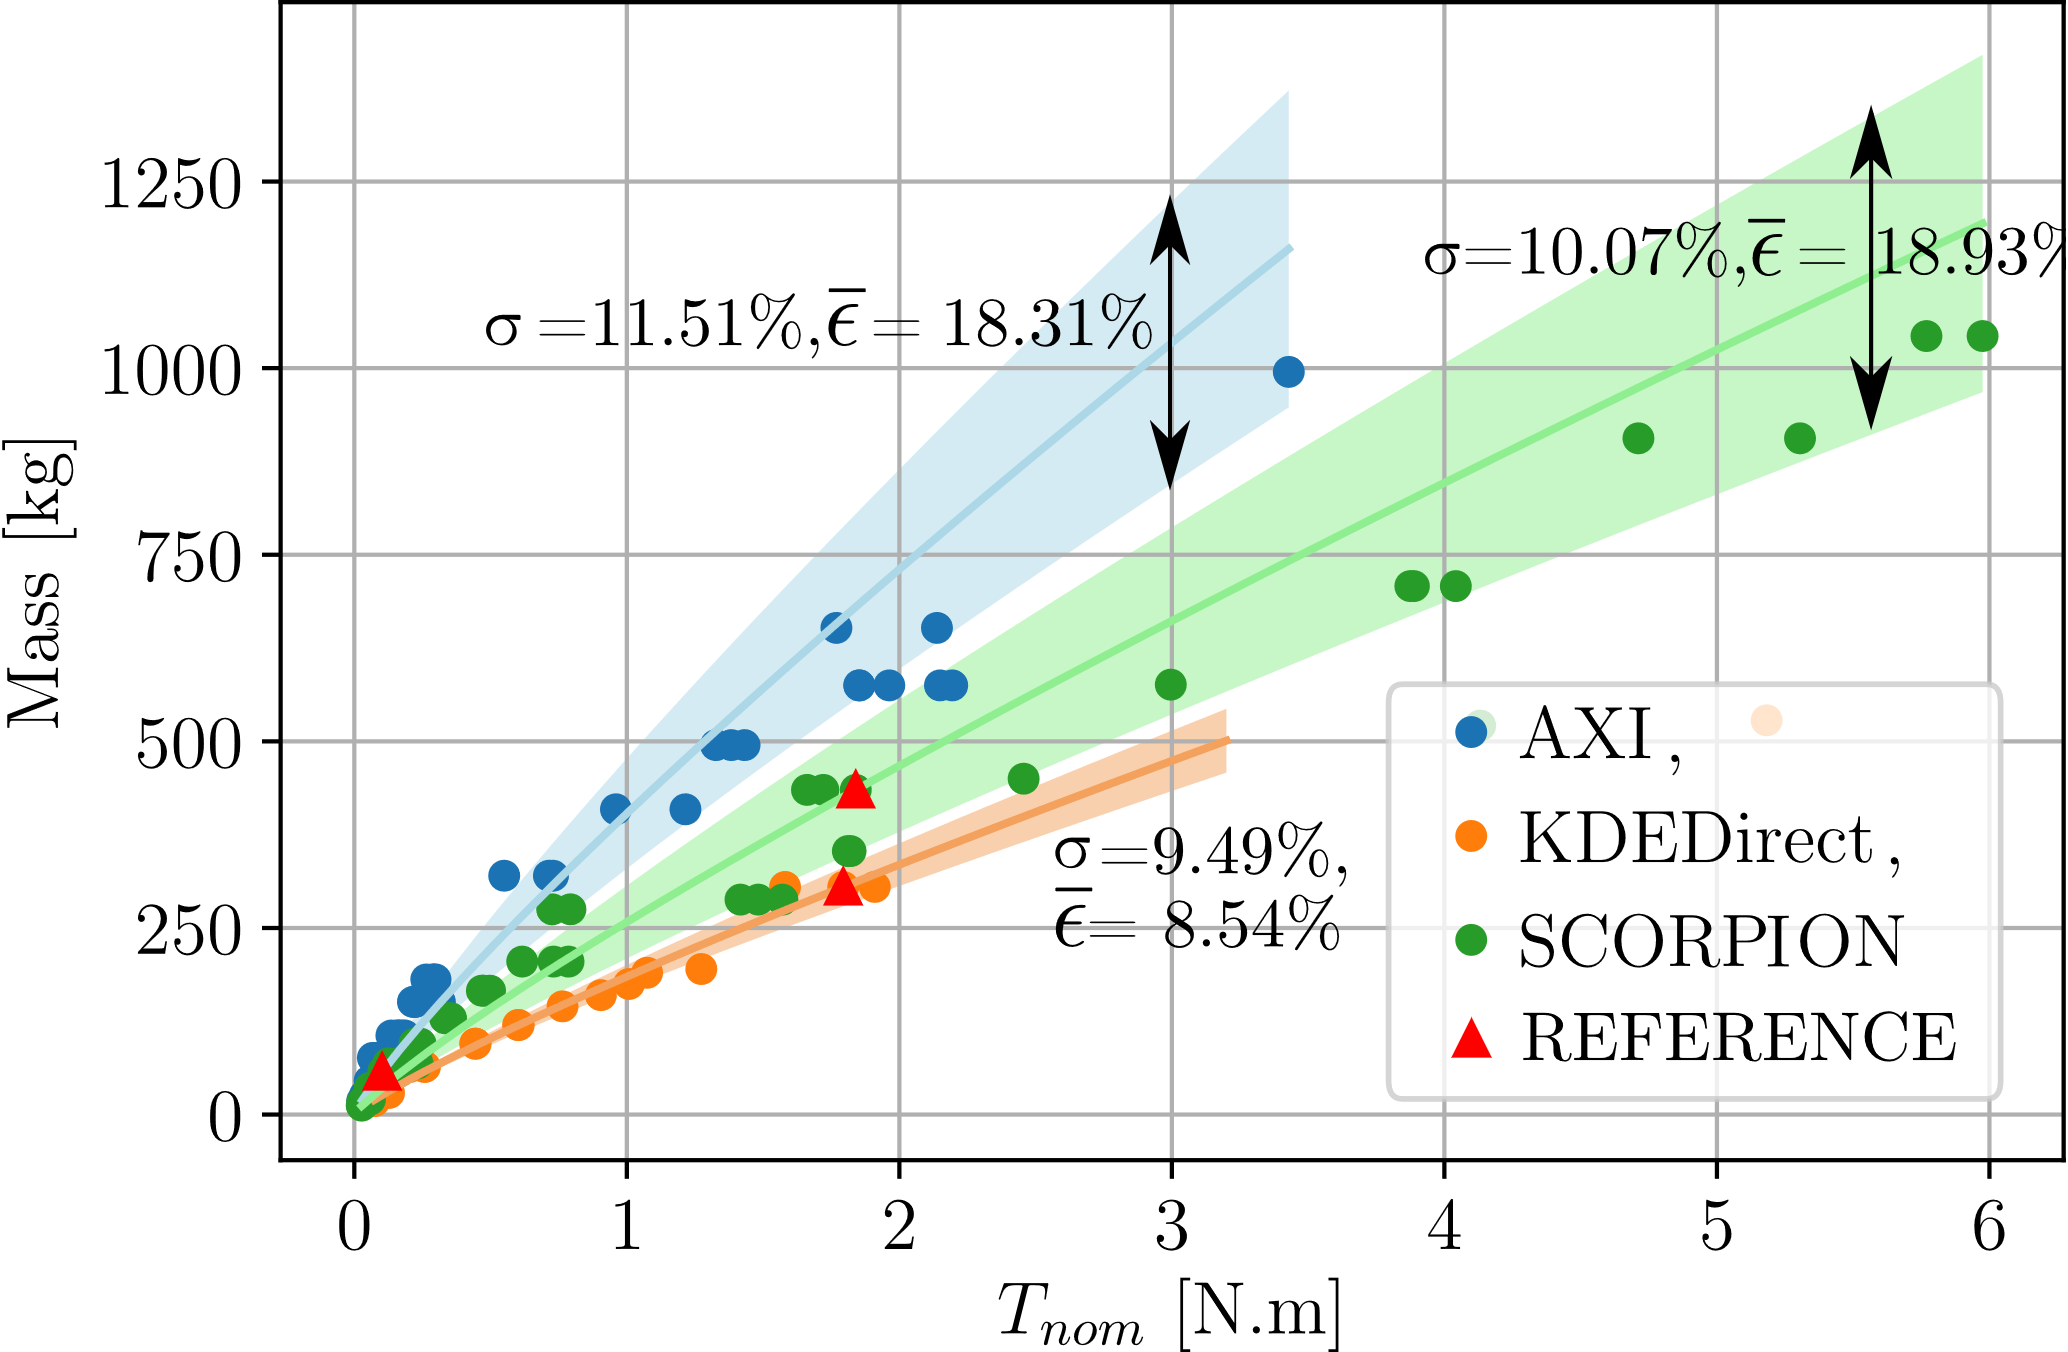 1250
1000
750
500
250
0
Mass [kg]
σ =11.51%,ϵ̅ = 18.31%
σ=10.07%,ϵ̅ = 18.93%
σ =9.49%,
ϵ̅= 8.54%
AXI ,
KDEDirect ,
SCORPION
REFERENCE
0 1 2 3 4 5 6
T_nom [N.m]